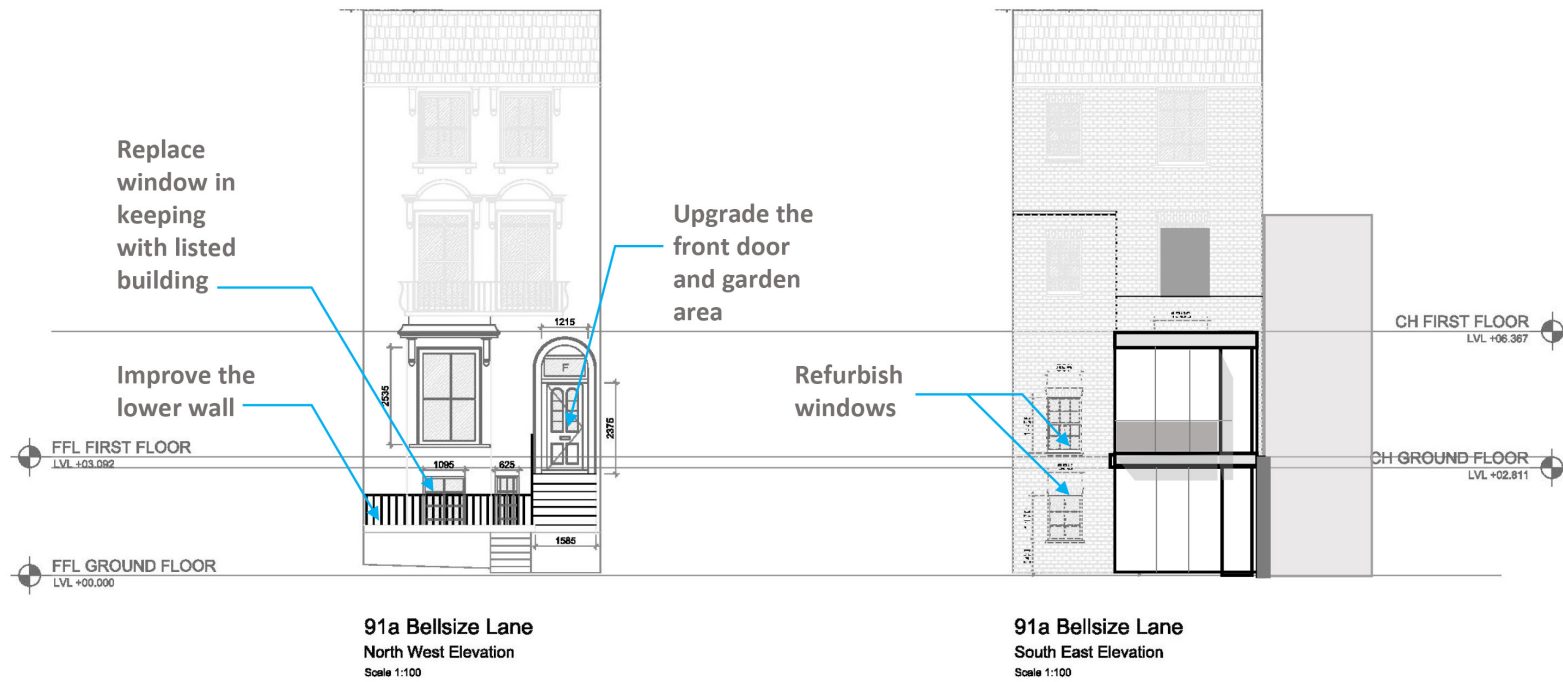 Replace
window in
keeping
with listed
building
Improve the
lower wall
Upgrade the
front door
and garden
area
Refurbish
windows
1215
F
2535
2375
1095
625
1585
FFL FIRST FLOOR
LVL +03.092
FFL GROUND FLOOR
LVL +00.000
CH FIRST FLOOR
LVL +06.367
CH GROUND FLOOR
LVL +02.811
91a Bellsize Lane
North West Elevation
Scale 1:100
91a Bellsize Lane
South East Elevation
Scale 1:100